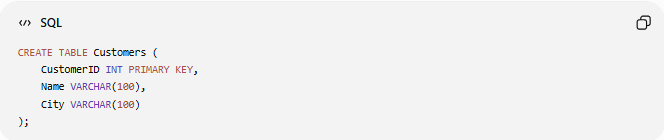 SQL
CREATE TABLE Customers (
    CustomerID INT PRIMARY KEY,
    Name VARCHAR(100),
    City VARCHAR(100)
);